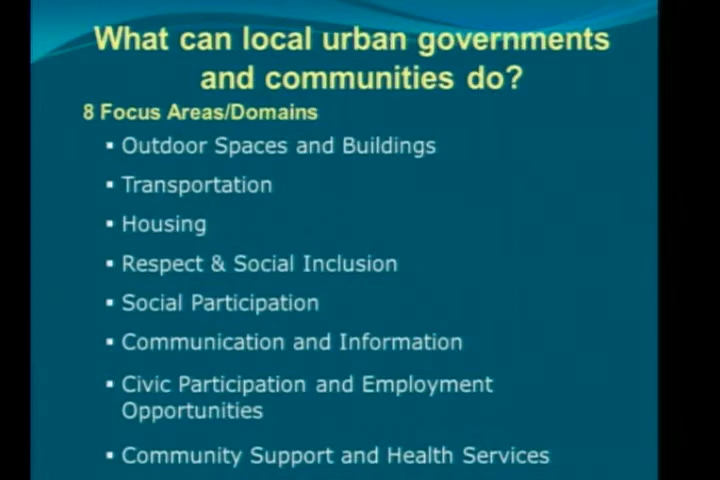 What can local urban governments
and communities do?
8 Focus Areas/Domains
▪ Outdoor Spaces and Buildings
▪ Transportation
▪ Housing
▪ Respect & Social Inclusion
▪ Social Participation
▪ Communication and Information
▪ Civic Participation and Employment
Opportunities
▪ Community Support and Health Services